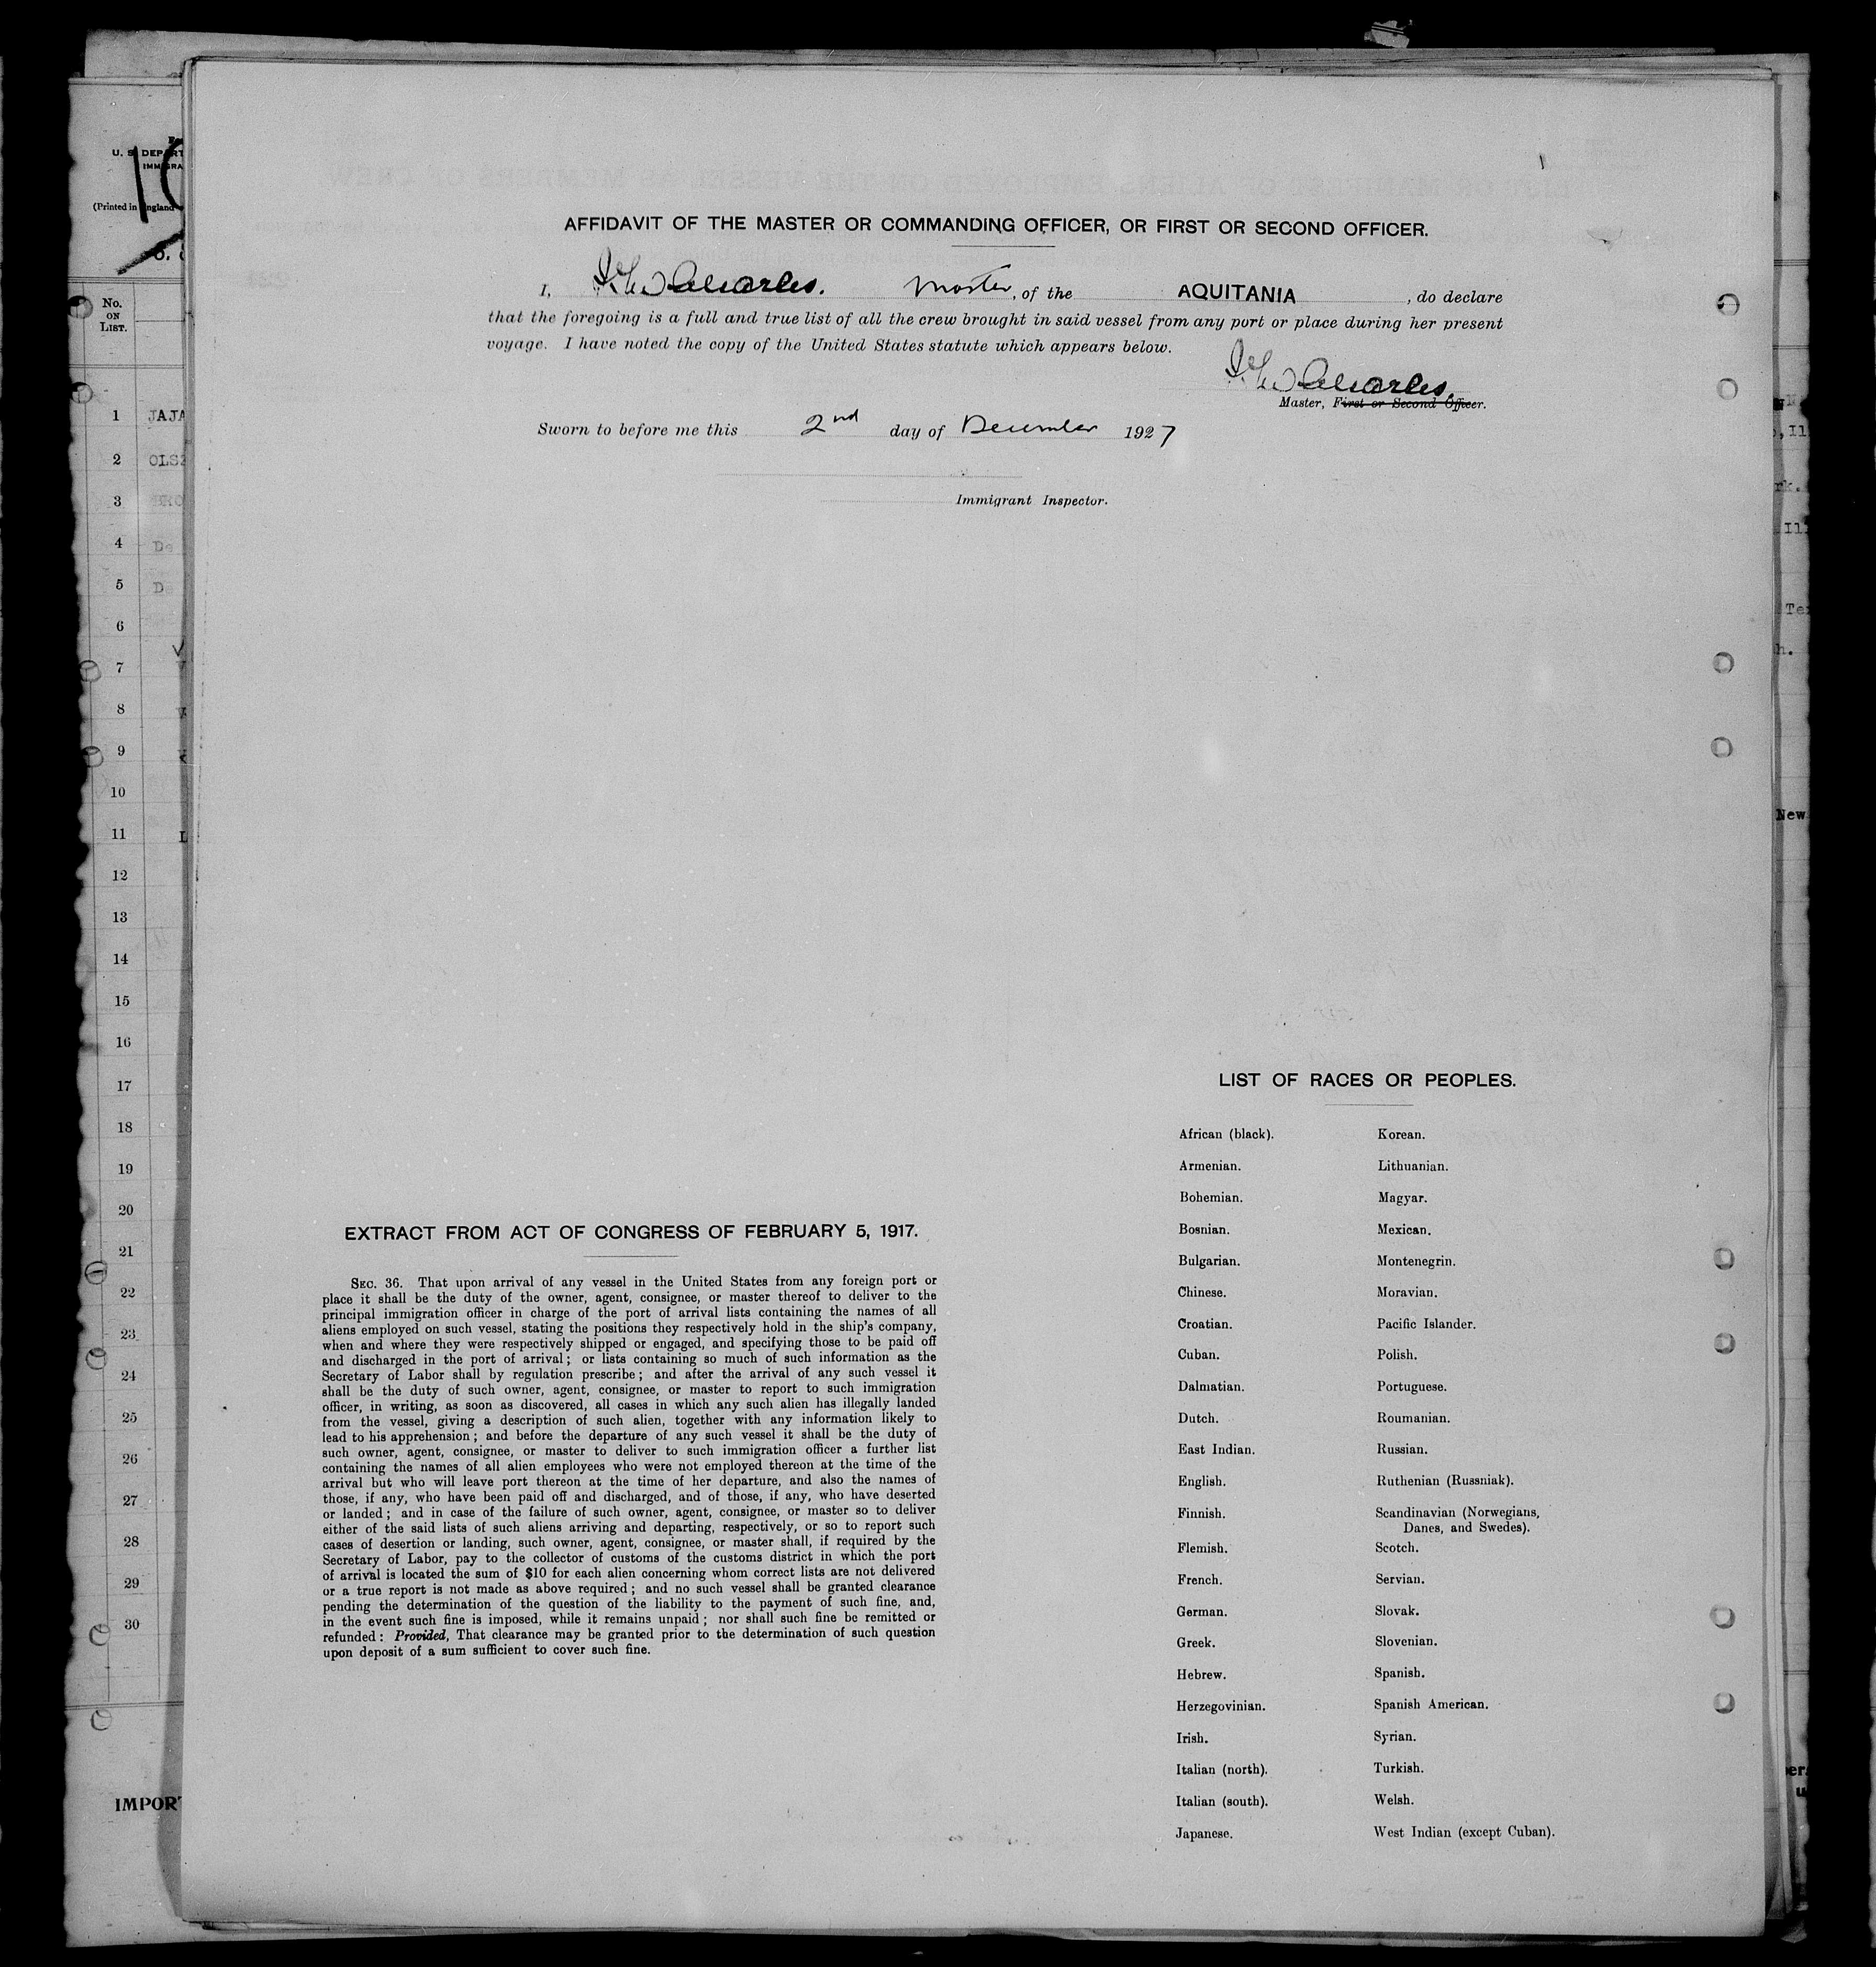 AFFIDAVIT OF THE MASTER OR COMMANDING OFFICER, OR FIRST OR SECOND OFFICER.
I, Charles. Master, of the AQUITANIA, do declare
that the foregoing is a full and true list of all the crew brought in said vessel from any port or place during her present
voyage. I have noted the copy of the United States statute which appears below.
Charles.
Master, First or Second Officer.
Sworn to before me this 2nd day of December 1927
Immigrant Inspector.
U. S. DEPART
IMMIGRA
(Printed in England
No.
ON
LIST.
1 JAJA
2 OLS
3
4 De
5 D
6
7
8
9
10
11
12
13
14
15
16
17
18
19
20
21
22
23
24
25
26
27
28
29
30
IMPORT
EXTRACT FROM ACT OF CONGRESS OF FEBRUARY 5, 1917.
SEC. 36. That upon arrival of any vessel in the United States from any foreign port or
place it shall be the duty of the owner, agent, consignee, or master thereof to deliver to the
principal immigration officer in charge of the port of arrival lists containing the names of all
aliens employed on such vessel, stating the positions they respectively hold in the ship's company,
when and where they were respectively shipped or engaged, and specifying those to be paid off
and discharged in the port of arrival; or lists containing so much of such information as the
Secretary of Labor shall by regulation prescribe; and after the arrival of any such vessel it
shall be the duty of such owner, agent, consignee, or master to report to such immigration
officer, in writing, as soon as discovered, all cases in which any such alien has illegally landed
from the vessel, giving a description of such alien, together with any information likely to
lead to his apprehension; and before the departure of any such vessel it shall be the duty of
such owner, agent, consignee, or master to deliver to such immigration officer a further list
containing the names of all alien employees who were not employed thereon at the time of the
arrival but who will leave port thereon at the time of her departure, and also the names of
those, if any, who have been paid off and discharged, and of those, if any, who have deserted
or landed; and in case of the failure of such owner, agent, consignee, or master so to deliver
either of the said lists of such aliens arriving and departing, respectively, or so to report such
cases of desertion or landing, such owner, agent, consignee, or master shall, if required by the
Secretary of Labor, pay to the collector of customs of the customs district in which the port
of arrival is located the sum of $10 for each alien concerning whom correct lists are not delivered
or a true report is not made as above required; and no such vessel shall be granted clearance
pending the determination of the question of the liability to the payment of such fine, and,
in the event such fine is imposed, while it remains unpaid; nor shall such fine be remitted or
refunded: Provided, That clearance may be granted prior to the determination of such question
upon deposit of a sum sufficient to cover such fine.
LIST OF RACES OR PEOPLES.
African (black). Korean.
Armenian. Lithuanian.
Bohemian. Magyar.
Bosnian. Mexican.
Bulgarian. Montenegrin.
Chinese. Moravian.
Croatian. Pacific Islander.
Cuban. Polish.
Dalmatian. Portuguese.
Dutch. Roumanian.
East Indian. Russian.
English. Ruthenian (Russniak).
Finnish. Scandinavian (Norwegians,
Danes, and Swedes).
Flemish. Scotch.
French. Servian.
German. Slovak.
Greek. Slovenian.
Hebrew. Spanish.
Herzegovinian. Spanish American.
Irish. Syrian.
Italian (north). Turkish.
Italian (south). Welsh.
Japanese. West Indian (except Cuban).
New